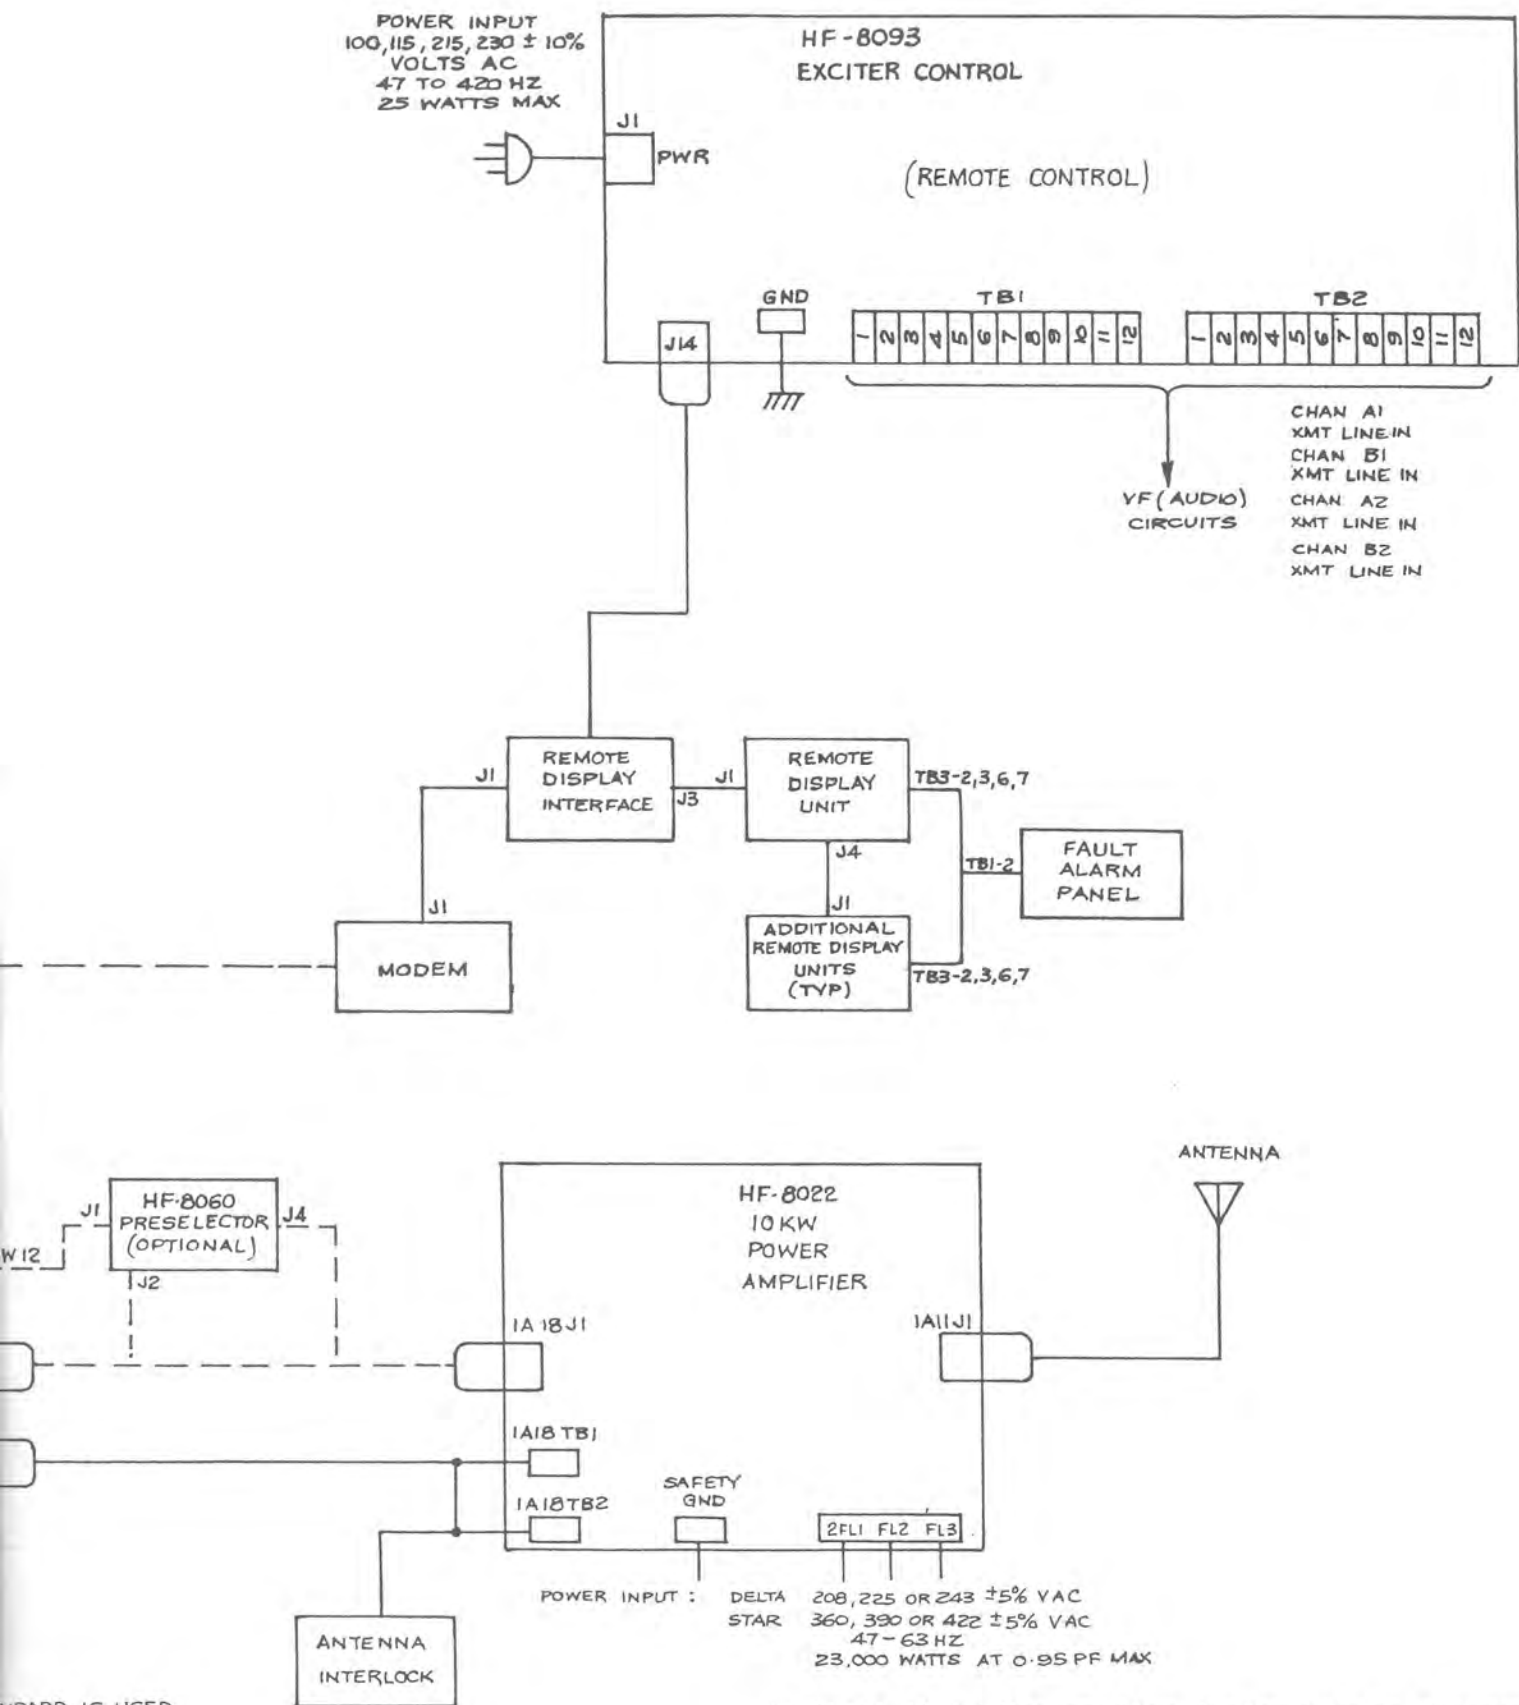 POWER INPUT
100,115,215,230 ± 10%
VOLTS AC
47 TO 420 HZ
25 WATTS MAX
HF-8093
EXCITER CONTROL
(REMOTE CONTROL)
J1
PWR
J14
GND
TB1
1 2 3 4 5 6 7 8 9 10 11 12
TB2
1 2 3 4 5 6 7 8 9 10 11 12
VF (AUDIO)
CIRCUITS
CHAN A1
XMT LINE IN
CHAN B1
XMT LINE IN
CHAN A2
XMT LINE IN
CHAN B2
XMT LINE IN
J1
REMOTE
DISPLAY
INTERFACE
J3
J1
REMOTE
DISPLAY
UNIT
TB3-2,3,6,7
J4
J1
ADDITIONAL
REMOTE DISPLAY
UNITS
(TYP)
TB3-2,3,6,7
TB1-2
FAULT
ALARM
PANEL
J1
MODEM
W12
J1
HF-8060
PRESELECTOR
(OPTIONAL)
J4
J2
HF-8022
10 KW
POWER
AMPLIFIER
ANTENNA
1A18J1
1A11J1
1A18 TB1
1A18TB2
SAFETY
GND
2FL1 FL2 FL3
POWER INPUT : DELTA 208, 225 OR 243 ±5% VAC
STAR 360, 390 OR 422 ±5% VAC
47-63 HZ
23,000 WATTS AT 0.95 PF MAX
ANTENNA
INTERLOCK
IS USED